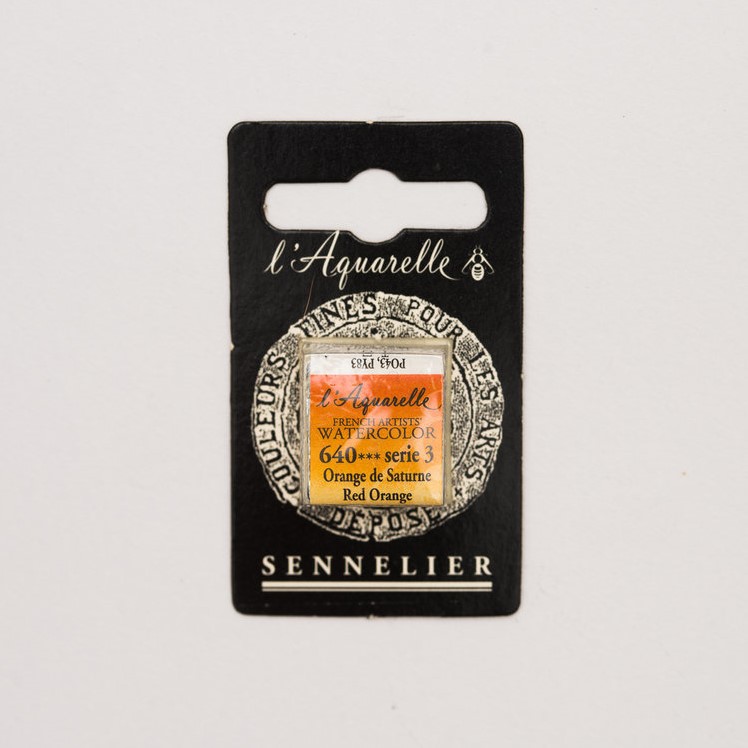 l'Aquarelle
COULEURS FINES POUR LES ARTS
DÉPOSÉ
PO43, PY83
l'Aquarelle
FRENCH ARTISTS'
WATERCOLOR
640*** serie 3
Orange de Saturne
Red Orange
SENNELIER